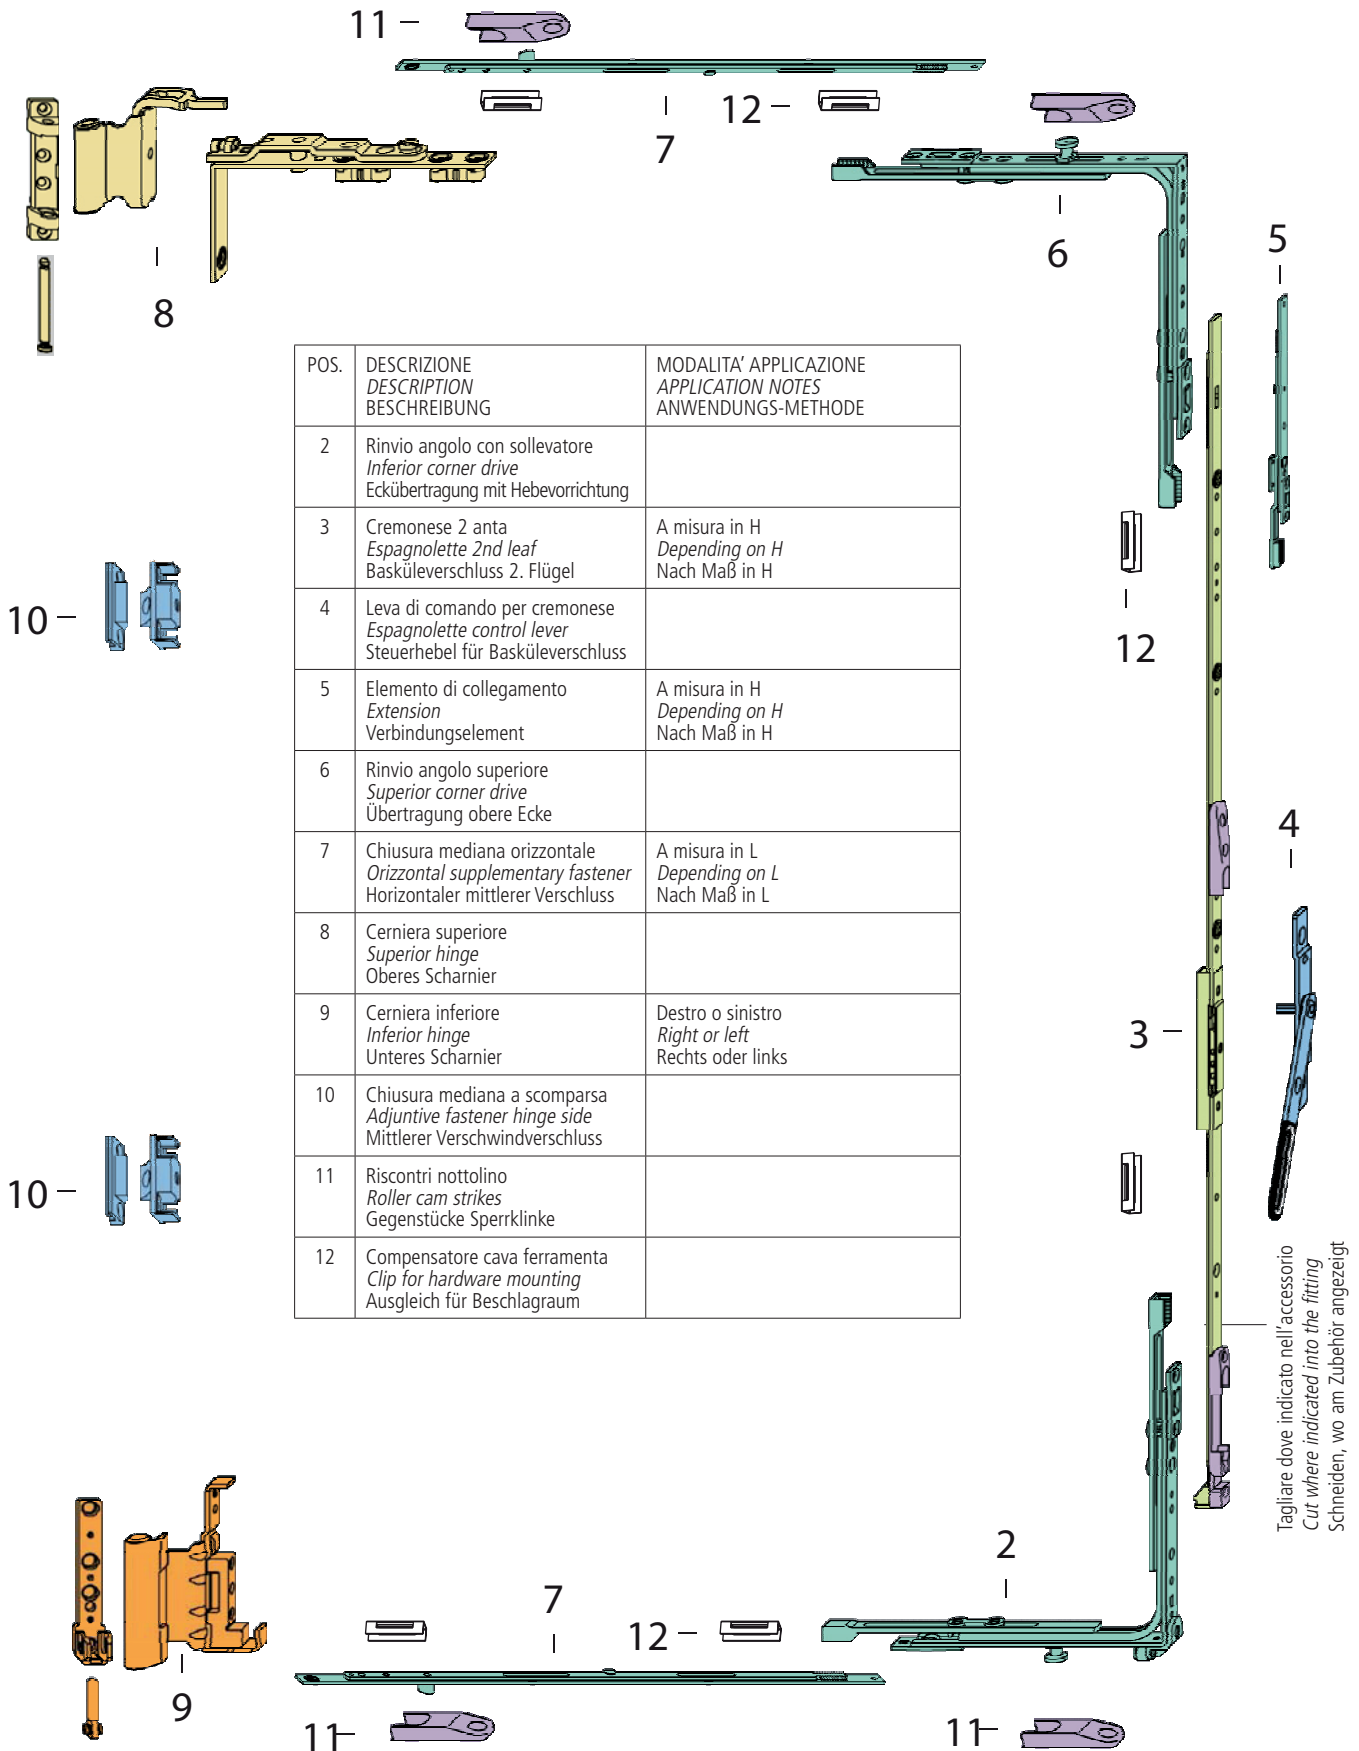 11
7
12
8
6
5
POS.
DESCRIZIONE
DESCRIPTION
BESCHREIBUNG
MODALITA’ APPLICAZIONE
APPLICATION NOTES
ANWENDUNGS-METHODE
2
Rinvio angolo con sollevatore
Inferior corner drive
Eckübertragung mit Hebevorrichtung
3
Cremonese 2 anta
Espagnolette 2nd leaf
Basküleverschluss 2. Flügel
A misura in H
Depending on H
Nach Maß in H
4
Leva di comando per cremonese
Espagnolette control lever
Steuerhebel für Basküleverschluss
5
Elemento di collegamento
Extension
Verbindungselement
A misura in H
Depending on H
Nach Maß in H
6
Rinvio angolo superiore
Superior corner drive
Übertragung obere Ecke
7
Chiusura mediana orizzontale
Orizzontal supplementary fastener
Horizontaler mittlerer Verschluss
A misura in L
Depending on L
Nach Maß in L
8
Cerniera superiore
Superior hinge
Oberes Scharnier
9
Cerniera inferiore
Inferior hinge
Unteres Scharnier
Destro o sinistro
Right or left
Rechts oder links
10
Chiusura mediana a scomparsa
Adjuntive fastener hinge side
Mittlerer Verschwindverschluss
11
Riscontri nottolino
Roller cam strikes
Gegenstücke Sperrklinke
12
Compensatore cava ferramenta
Clip for hardware mounting
Ausgleich für Beschlagraum
10
12
4
3
10
Tagliare dove indicato nell'accessorio
Cut where indicated into the fitting
Schneiden, wo am Zubehör angezeigt
2
7
12
9
11
11